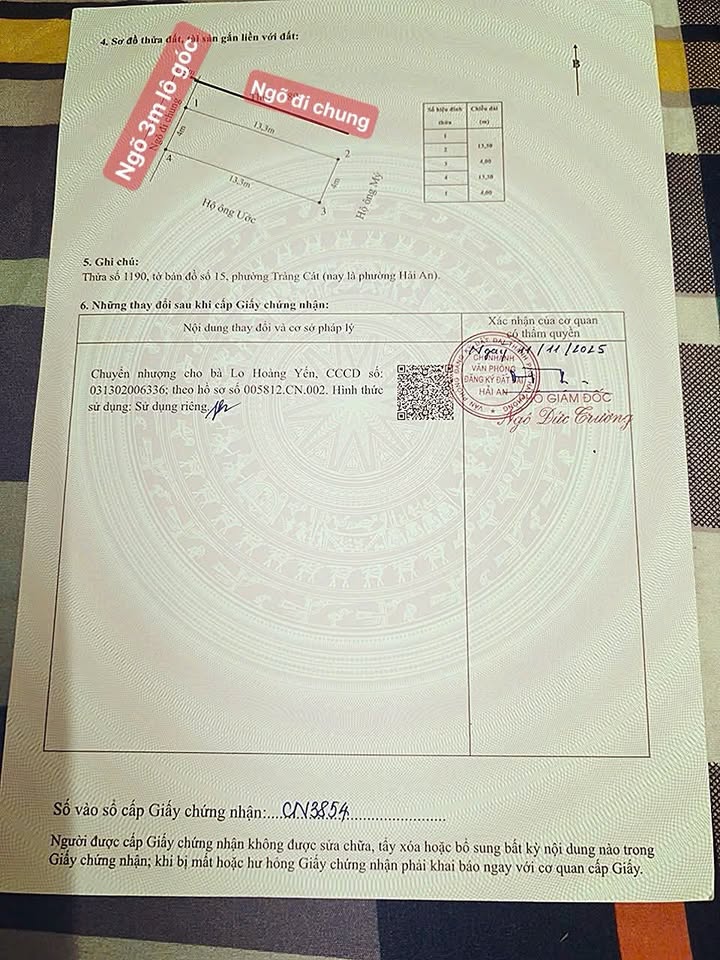 4. Sơ đồ thửa đất, tài sản gắn liền với đất:
B
Ngõ 3m lô góc
Ngõ đi chung
Ngõ đi chung
1
13,3m
2
4m
4m
4
13,3m
3
Hộ ông Ước
Hộ ông Mỹ
Số hiệu đỉnh thửa Chiều dài (m)
1
13,30
2
4,00
3
13,30
4
4,00
1
5. Ghi chú:
Thửa số 1190, tờ bản đồ số 15, phường Tràng Cát (nay là phường Hải An).
6. Những thay đổi sau khi cấp Giấy chứng nhận:
Nội dung thay đổi và cơ sở pháp lý
Xác nhận của cơ quan
có thẩm quyền
Chuyển nhượng cho bà Lo Hoàng Yến, CCCD số:
031302006336; theo hồ sơ số 005812.CN.002. Hình thức
sử dụng: Sử dụng riêng.
Ngày /11/2025
CHI NHÁNH
VĂN PHÒNG
ĐĂNG KÝ ĐẤT
HẢI AN
GIÁM ĐỐC
Ngô Đức Trường
Số vào sổ cấp Giấy chứng nhận:....CN3854........................
Người được cấp Giấy chứng nhận không được sửa chữa, tẩy xóa hoặc bổ sung bất kỳ nội dung nào trong
Giấy chứng nhận; khi bị mất hoặc hư hỏng Giấy chứng nhận phải khai báo ngay với cơ quan cấp Giấy.